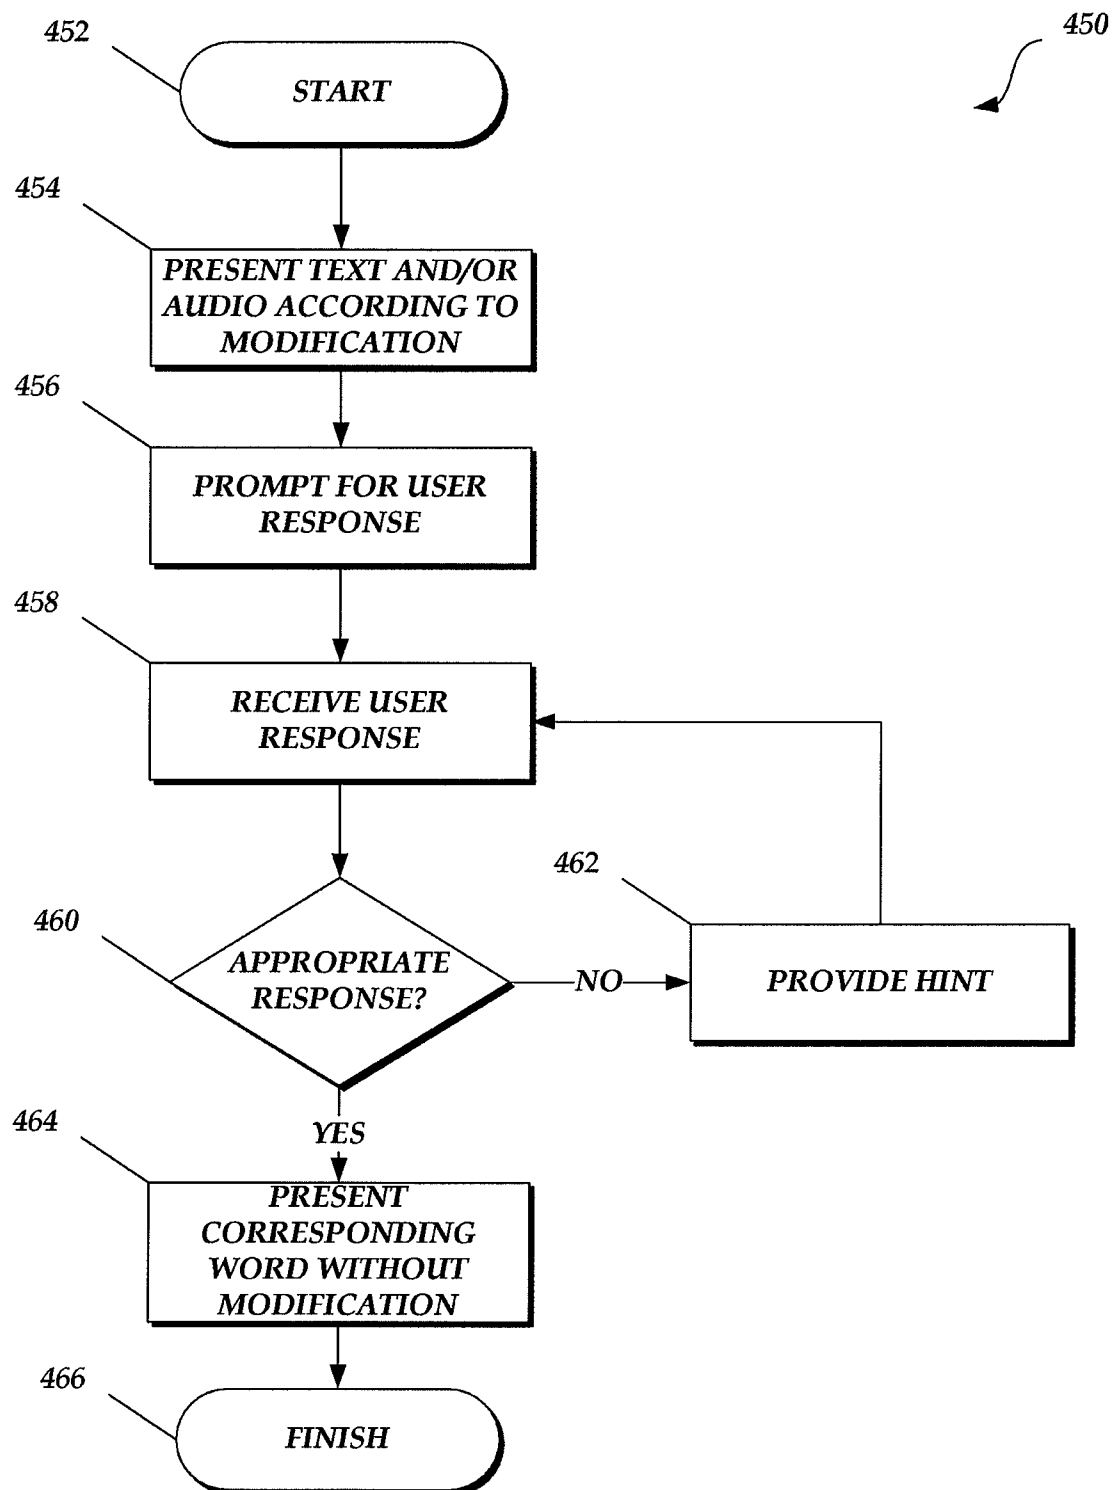 450
452
START
454
PRESENT TEXT AND/OR
AUDIO ACCORDING TO
MODIFICATION
456
PROMPT FOR USER
RESPONSE
458
RECEIVE USER
RESPONSE
460
APPROPRIATE
RESPONSE?
NO
462
PROVIDE HINT
YES
464
PRESENT
CORRESPONDING
WORD WITHOUT
MODIFICATION
466
FINISH